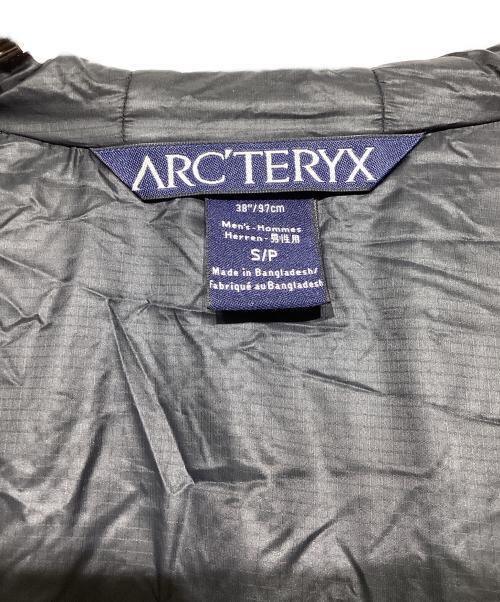 ARC'TERYX
38"/97cm
Men's - Hommes
Herren - 男性用
S/P
Made in Bangladesh/
Fabriqué au Bangladesh